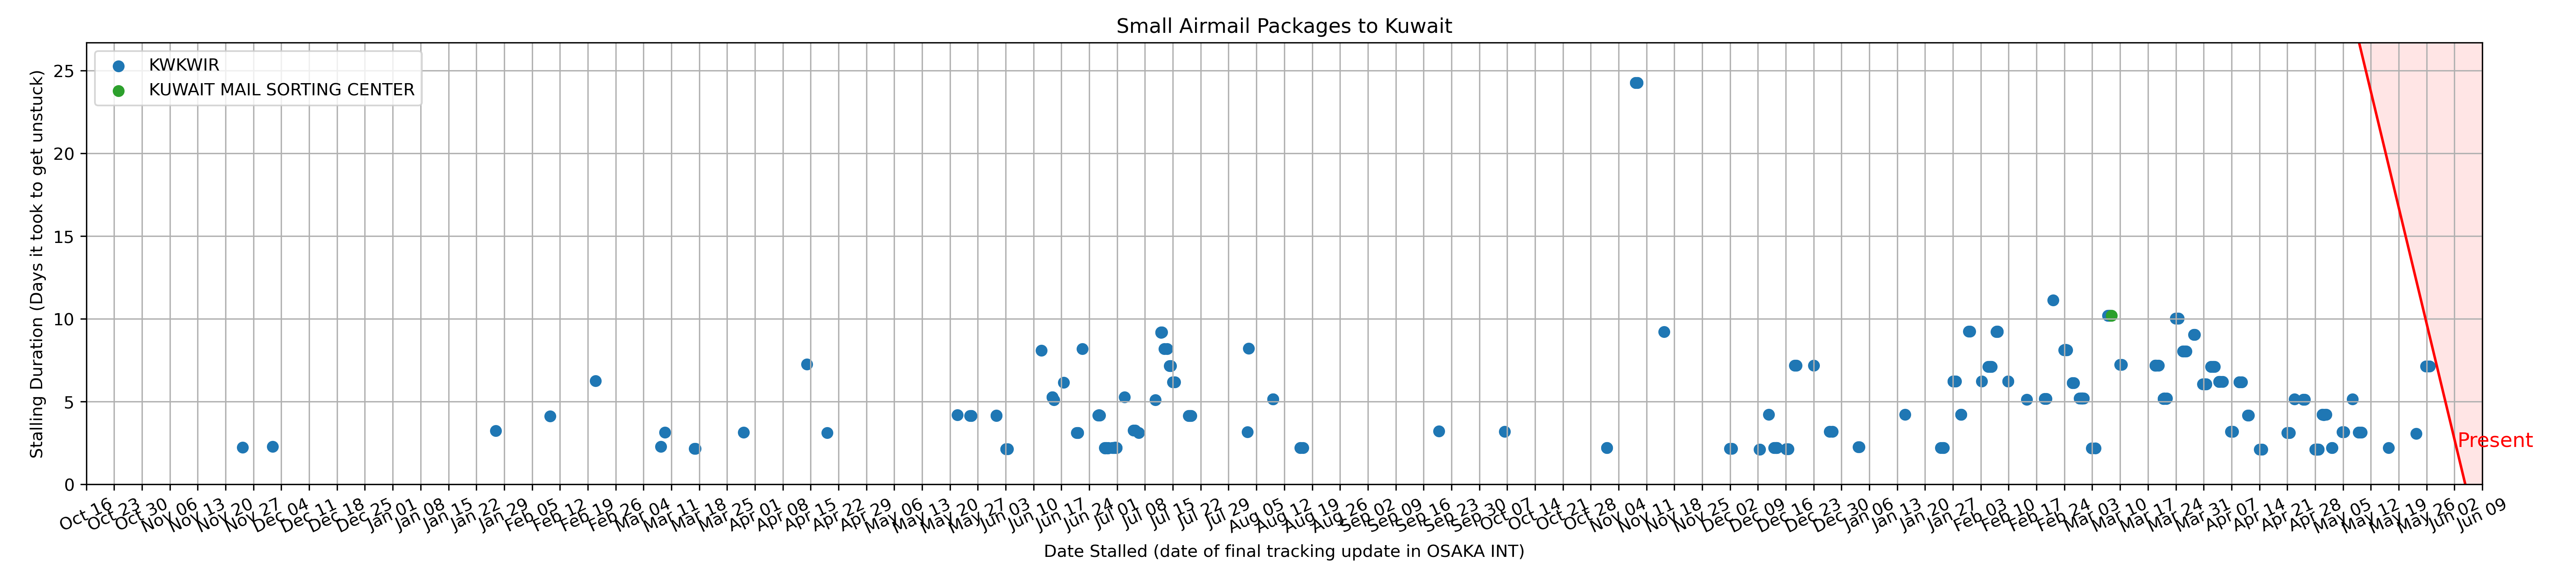 Small Airmail Packages to Kuwait
KWKWIR
KUWAIT MAIL SORTING CENTER
Stalling Duration (Days it took to get unstuck)
25
20
15
10
5
0
Present
Oct 16 Oct 23 Oct 30 Nov 06 Nov 13 Nov 20 Nov 27 Dec 04 Dec 11 Dec 18 Dec 25 Jan 01 Jan 08 Jan 15 Jan 22 Jan 29 Feb 05 Feb 12 Feb 19 Feb 26 Mar 04 Mar 11 Mar 18 Mar 25 Apr 01 Apr 08 Apr 15 Apr 22 Apr 29 May 06 May 13 May 20 May 27 Jun 03 Jun 10 Jun 17 Jun 24 Jul 01 Jul 08 Jul 15 Jul 22 Jul 29 Aug 05 Aug 12 Aug 19 Aug 26 Sep 02 Sep 09 Sep 16 Sep 23 Sep 30 Oct 07 Oct 14 Oct 21 Oct 28 Nov 04 Nov 11 Nov 18 Nov 25 Dec 02 Dec 09 Dec 16 Dec 23 Dec 30 Jan 06 Jan 13 Jan 20 Jan 27 Feb 03 Feb 10 Feb 17 Feb 24 Mar 03 Mar 10 Mar 17 Mar 24 Mar 31 Apr 07 Apr 14 Apr 21 Apr 28 May 05 May 12 May 19 May 26 Jun 02 Jun 09
Date Stalled (date of final tracking update in OSAKA INT)